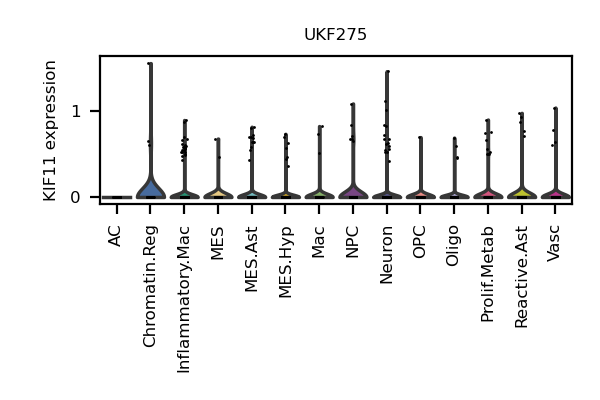 UKF275
KIF11 expression
1
0
AC
Chromatin.Reg
Inflammatory.Mac
MES
MES.Ast
MES.Hyp
Mac
NPC
Neuron
OPC
Oligo
Prolif.Metab
Reactive.Ast
Vasc